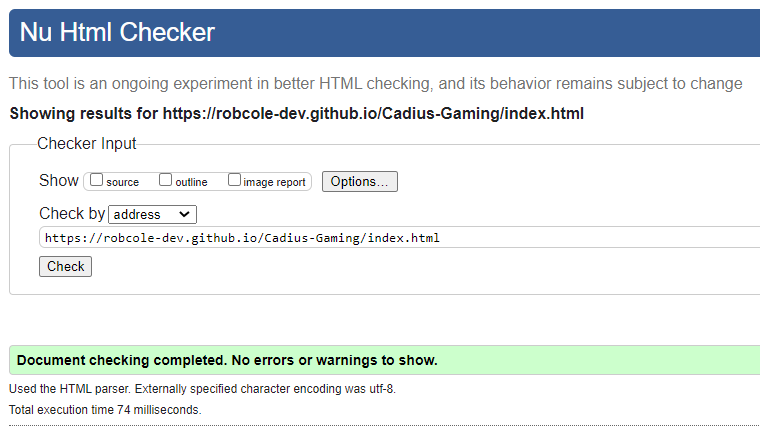 Nu Html Checker
This tool is an ongoing experiment in better HTML checking, and its behavior remains subject to change
Showing results for https://robcole-dev.github.io/Cadius-Gaming/index.html
Checker Input
Show source outline image report Options...
Check by address
https://robcole-dev.github.io/Cadius-Gaming/index.html
Check
Document checking completed. No errors or warnings to show.
Used the HTML parser. Externally specified character encoding was utf-8.
Total execution time 74 milliseconds.